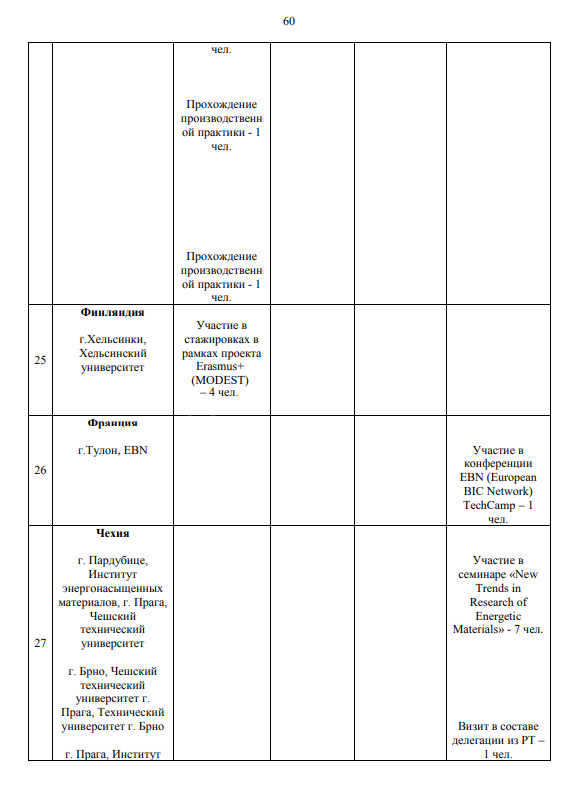 60
чел.
Прохождение
производственн
ой практики - 1
чел.
Прохождение
производственн
ой практики - 1
чел.
25
Финляндия
г.Хельсинки,
Хельсинский
университет
Участие в
стажировках в
рамках проекта
Erasmus+
(MODEST)
– 4 чел.
26
Франция
г.Тулон, EBN
Участие в
конференции
EBN (European
BIC Network)
TechCamp – 1
чел.
27
Чехия
г. Пардубице,
Институт
энергонасыщенных
материалов, г. Прага,
Чешский
технический
университет
г. Брно, Чешский
технический
университет г.
Прага, Технический
университет г. Брно
г. Прага, Институт
Участие в
семинаре «New
Trends in
Research of
Energetic
Materials» - 7 чел.
Визит в составе
делегации из РТ –
1 чел.